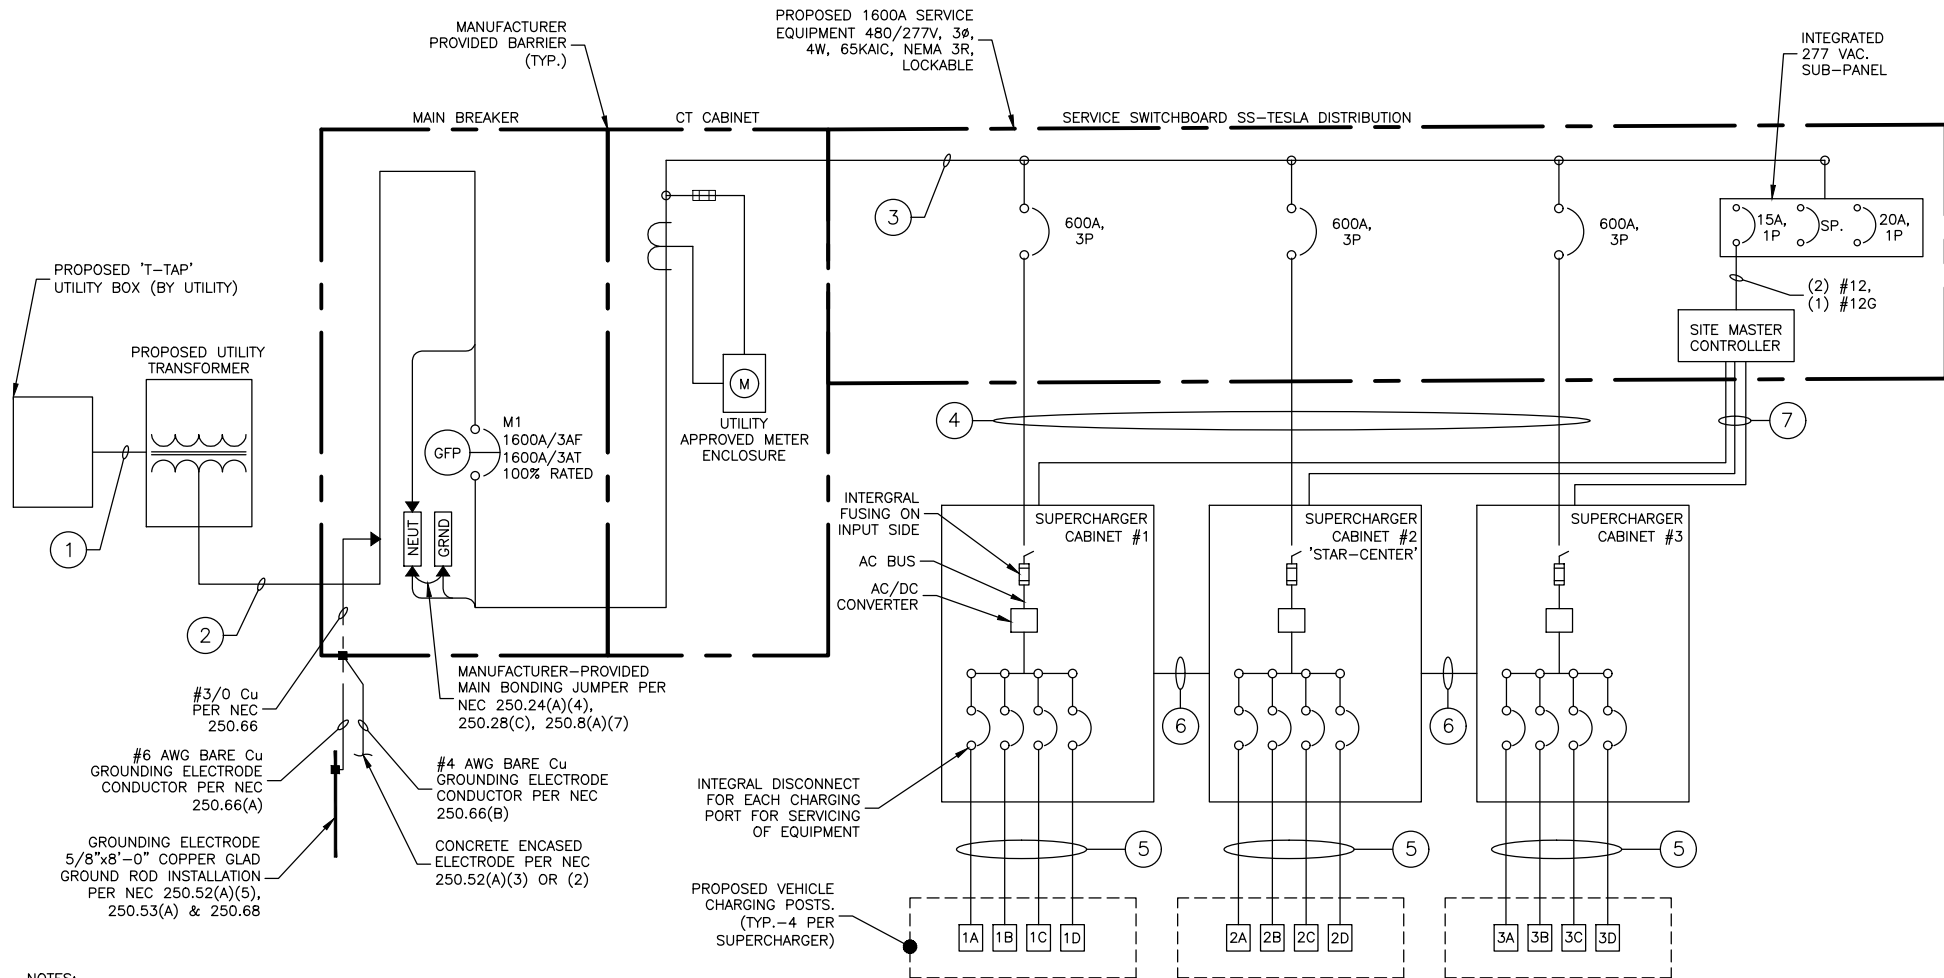 MANUFACTURER
PROVIDED BARRIER
(TYP.)
PROPOSED 1600A SERVICE
EQUIPMENT 480/277V, 3ø,
4W, 65KAIC, NEMA 3R,
LOCKABLE
INTEGRATED
277 VAC.
SUB-PANEL
MAIN BREAKER
CT CABINET
SERVICE SWITCHBOARD SS-TESLA DISTRIBUTION
3
600A,
3P
600A,
3P
600A,
3P
15A,
1P
SP.
20A,
1P
(2) #12,
(1) #12G
SITE MASTER
CONTROLLER
PROPOSED 'T-TAP'
UTILITY BOX (BY UTILITY)
PROPOSED UTILITY
TRANSFORMER
1
2
M1
1600A/3AF
1600A/3AT
100% RATED
GFP
NEUT
GRND
M
UTILITY
APPROVED METER
ENCLOSURE
4
7
INTERGRAL
FUSING ON
INPUT SIDE
AC BUS
AC/DC
CONVERTER
SUPERCHARGER
CABINET #1
SUPERCHARGER
CABINET #2
'STAR-CENTER'
SUPERCHARGER
CABINET #3
6
6
#3/0 Cu
PER NEC
250.66
MANUFACTURER-PROVIDED
MAIN BONDING JUMPER PER
NEC 250.24(A)(4),
250.28(C), 250.8(A)(7)
#6 AWG BARE Cu
GROUNDING ELECTRODE
CONDUCTOR PER NEC
250.66(A)
#4 AWG BARE Cu
GROUNDING ELECTRODE
CONDUCTOR PER NEC
250.66(B)
GROUNDING ELECTRODE
5/8"x8'-0" COPPER GLAD
GROUND ROD INSTALLATION
PER NEC 250.52(A)(5),
250.53(A) & 250.68
CONCRETE ENCASED
ELECTRODE PER NEC
250.52(A)(3) OR (2)
INTEGRAL DISCONNECT
FOR EACH CHARGING
PORT FOR SERVICING
OF EQUIPMENT
5
5
5
PROPOSED VEHICLE
CHARGING POSTS.
(TYP.-4 PER
SUPERCHARGER)
1A 1B 1C 1D
2A 2B 2C 2D
3A 3B 3C 3D
NOTES: